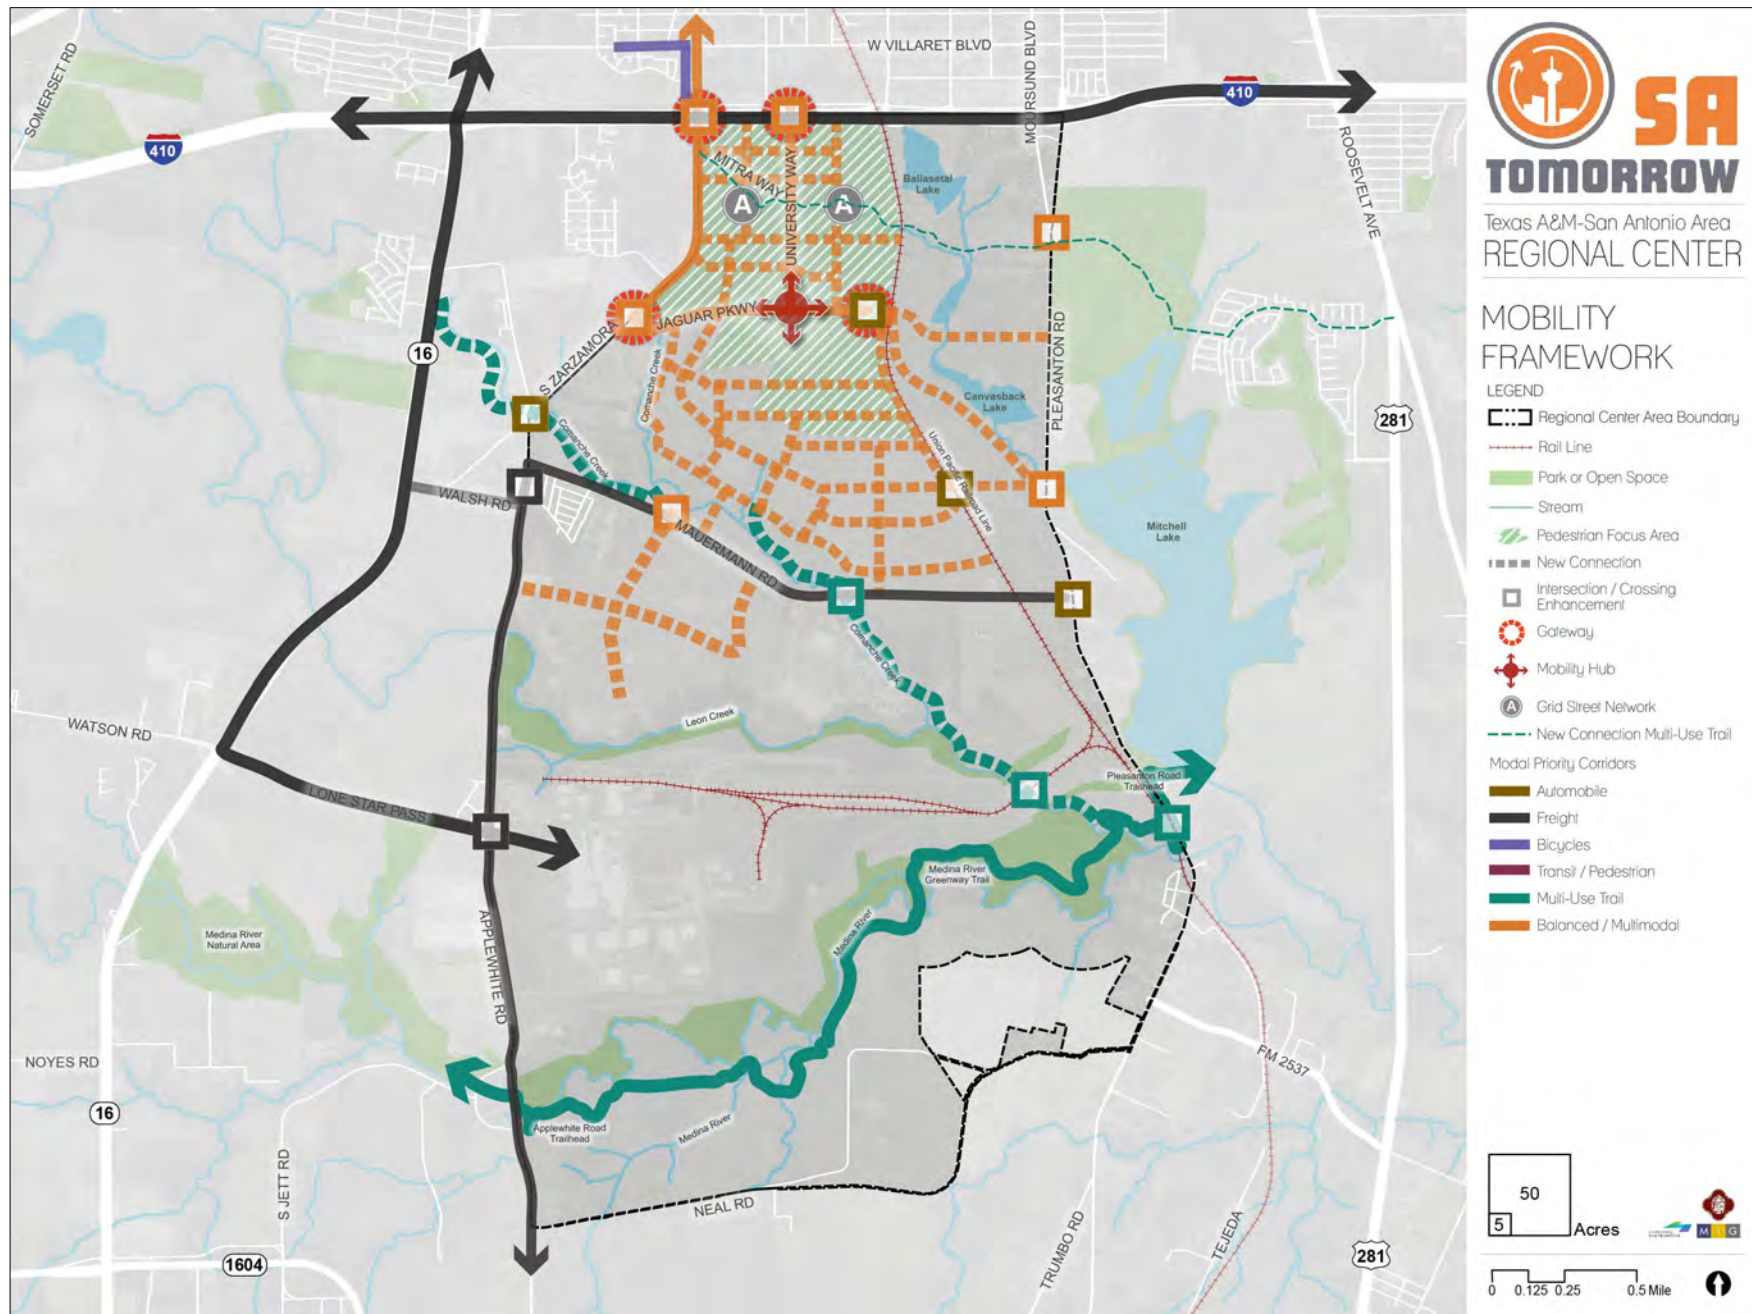 W VILLARET BLVD
MOURSUND BLVD
SOMERSET RD
410
410
ROOSEVELT AVE
MITRA WAY
UNIVERSITY WAY
A
A
Ballasetal
Lake
16
S ZARZAMORA
JAGUAR PKWY
PLEASANTON RD
Comanche Creek
Canvasback
Lake
281
Comanche Creek
Union Pacific Railroad Line
WALSH RD
MAUERMANN RD
Mitchell
Lake
Comanche Creek
WATSON RD
Leon Creek
LONE STAR PASS
Pleasanton Road
Trailhead
Medina River
Greenway Trail
Medina River
Medina River
Natural Area
APPLEWHITE RD
NOYES RD
16
FM 2537
Applewhite Road
Trailhead
Medina River
S JETT RD
NEAL RD
TRUMBO RD
TEJEDA
1604
281
SA
TOMORROW
Texas A&M-San Antonio Area
REGIONAL CENTER
MOBILITY
FRAMEWORK
LEGEND
Regional Center Area Boundary
Rail Line
Park or Open Space
Stream
Pedestrian Focus Area
New Connection
Intersection / Crossing
Enhancement
Gateway
Mobility Hub
A Grid Street Network
New Connection Multi-Use Trail
Modal Priority Corridors
Automobile
Freight
Bicycles
Transit / Pedestrian
Multi-Use Trail
Balanced / Multimodal
50
5
Acres
M I G
0 0.125 0.25 0.5 Mile